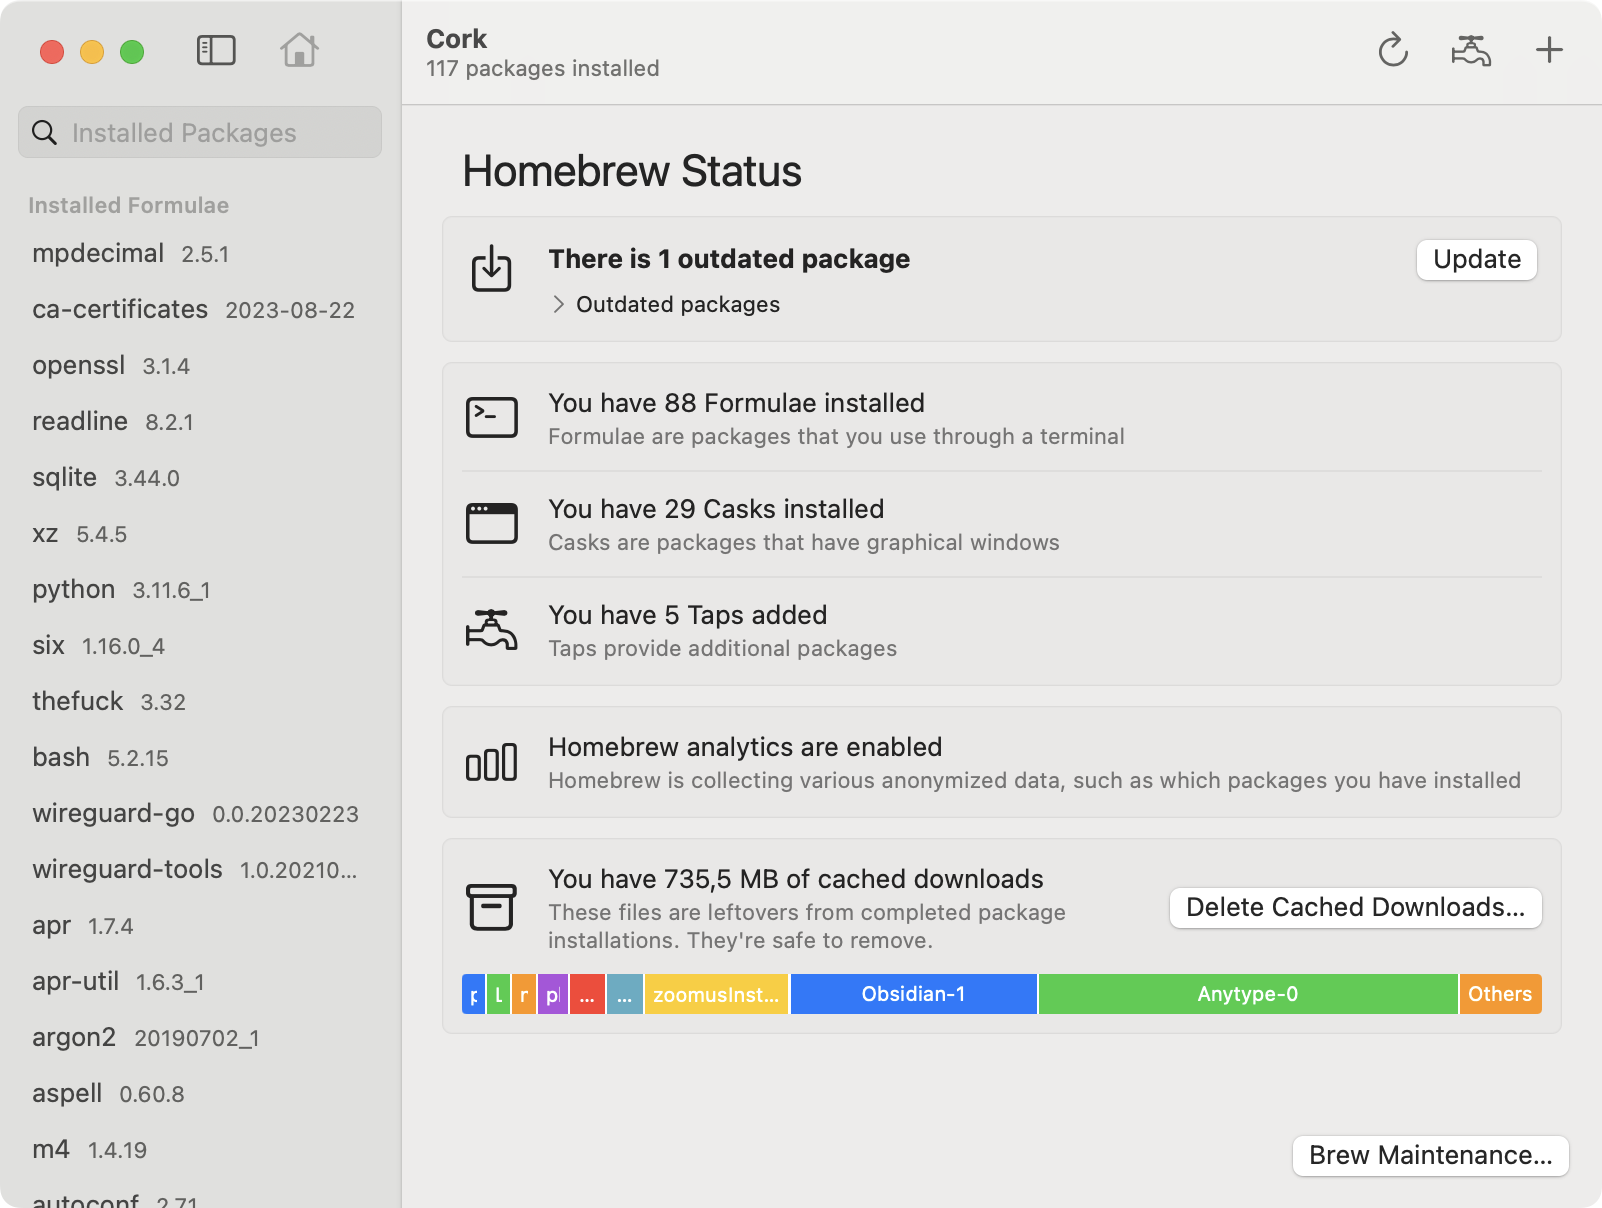 Cork
117 packages installed
Installed Packages
Installed Formulae
mpdecimal 2.5.1
ca-certificates 2023-08-22
openssl 3.1.4
readline 8.2.1
sqlite 3.44.0
xz 5.4.5
python 3.11.6_1
six 1.16.0_4
thefuck 3.32
bash 5.2.15
wireguard-go 0.0.20230223
wireguard-tools 1.0.20210...
apr 1.7.4
apr-util 1.6.3_1
argon2 20190702_1
aspell 0.60.8
m4 1.4.19
autoconf 2.71
Homebrew Status
There is 1 outdated package
Update
Outdated packages
You have 88 Formulae installed
Formulae are packages that you use through a terminal
You have 29 Casks installed
Casks are packages that have graphical windows
You have 5 Taps added
Taps provide additional packages
Homebrew analytics are enabled
Homebrew is collecting various anonymized data, such as which packages you have installed
You have 735,5 MB of cached downloads
These files are leftovers from completed package
installations. They're safe to remove.
Delete Cached Downloads...
... ... zoomusInst... Obsidian-1 Anytype-0 Others
Brew Maintenance...